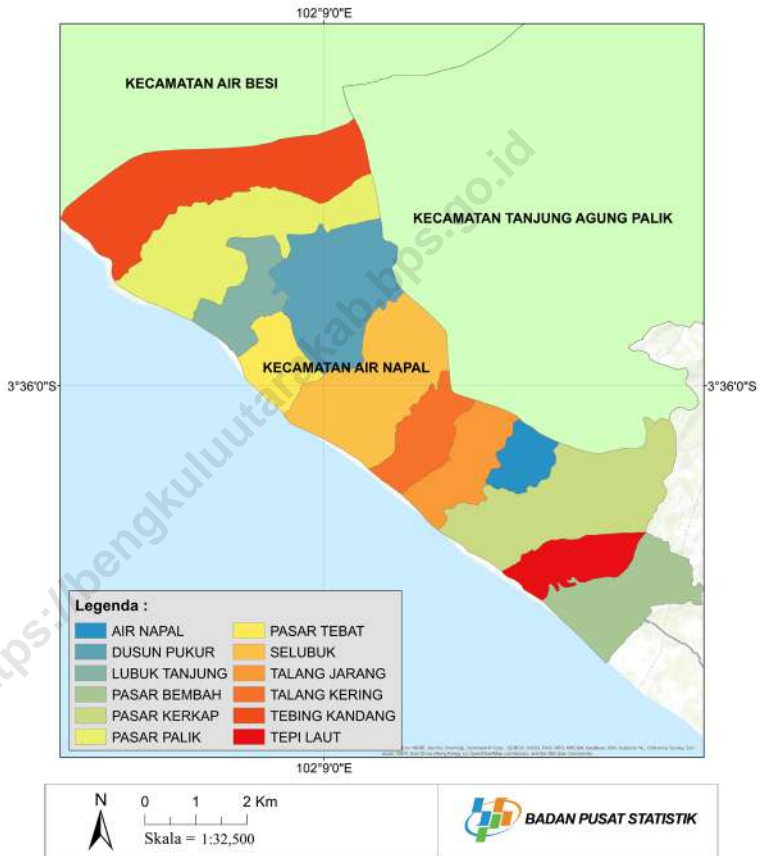 102°9'0"E
KECAMATAN AIR BESI
KECAMATAN TANJUNG AGUNG PALIK
KECAMATAN AIR NAPAL
3°36'0"S
3°36'0"S
https://bengkuluutarakab.bps.go.id
Legenda :
AIR NAPAL
DUSUN PUKUR
LUBUK TANJUNG
PASAR BEMBAH
PASAR KERKAP
PASAR PALIK
PASAR TEBAT
SELUBUK
TALANG JARANG
TALANG KERING
TEBING KANDANG
TEPI LAUT
102°9'0"E
N
0 1 2 Km
Skala = 1:32,500
BADAN PUSAT STATISTIK